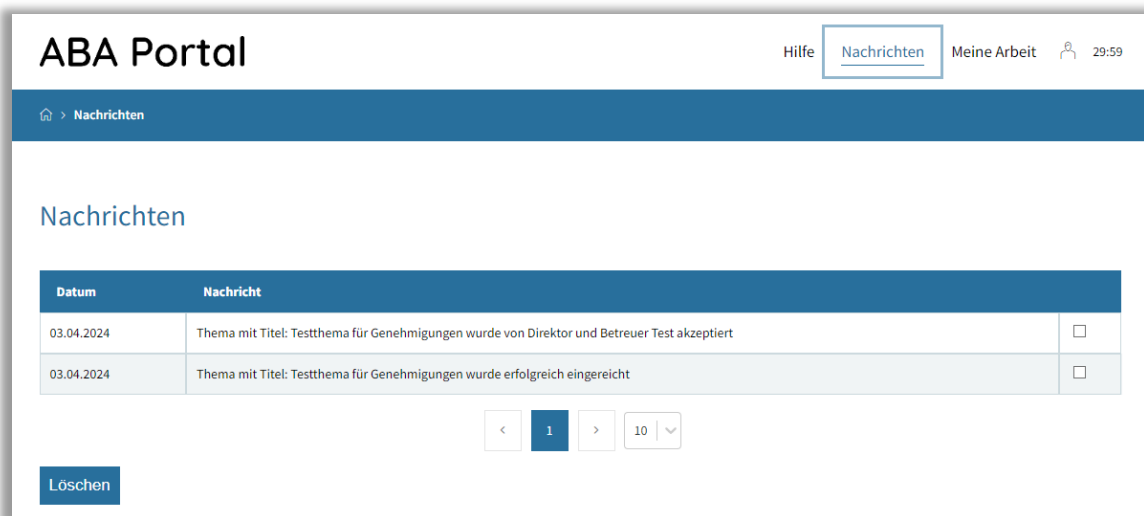 ABA Portal
Hilfe Nachrichten Meine Arbeit 29:59
> Nachrichten
Nachrichten
Datum Nachricht
03.04.2024 Thema mit Titel: Testthema für Genehmigungen wurde von Direktor und Betreuer Test akzeptiert
03.04.2024 Thema mit Titel: Testthema für Genehmigungen wurde erfolgreich eingereicht
< 1 > 10
Löschen